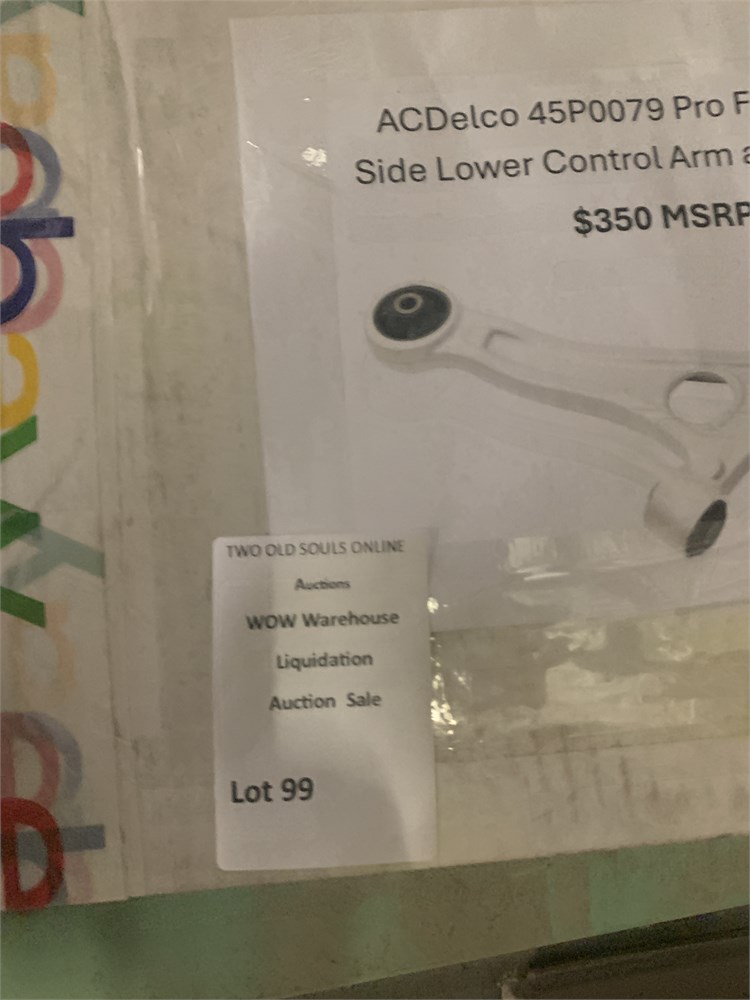 ACDelco 45P0079 Pro F
Side Lower Control Arm a
$350 MSRP
TWO OLD SOULS ONLINE
Auctions
WOW Warehouse
Liquidation
Auction Sale
Lot 99